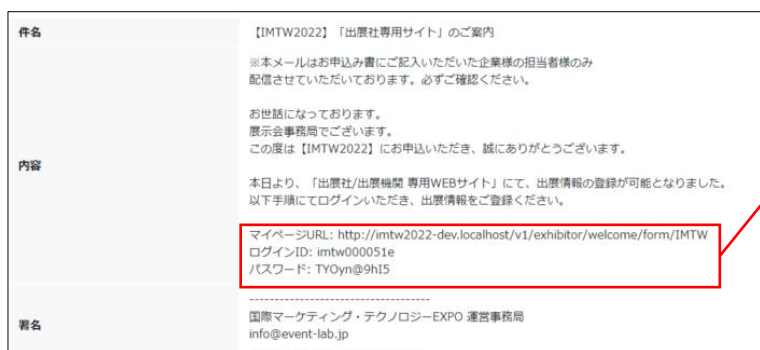 件名
【IMTW2022】「出展社専用サイト」のご案内
内容
※本メールはお申込み書にご記入いただいた企業様の担当者様のみ
配信させていただいております。必ずご確認ください。
お世話になっております。
展示会事務局でございます。
この度は【IMTW2022】にお申込いただき、誠にありがとうございます。
本日より、「出展社/出展機関 専用WEBサイト」にて、出展情報の登録が可能となりました。
以下手順にてログインいただき、出展情報をご登録ください。
マイページURL: http://imtw2022-dev.localhost/v1/exhibitor/welcome/form/IMTW
ログインID: imtw000051e
パスワード: TYOyn@9hI5
署名
------------------------------------
国際マーケティング・テクノロジーEXPO 運営事務局
info@event-lab.jp